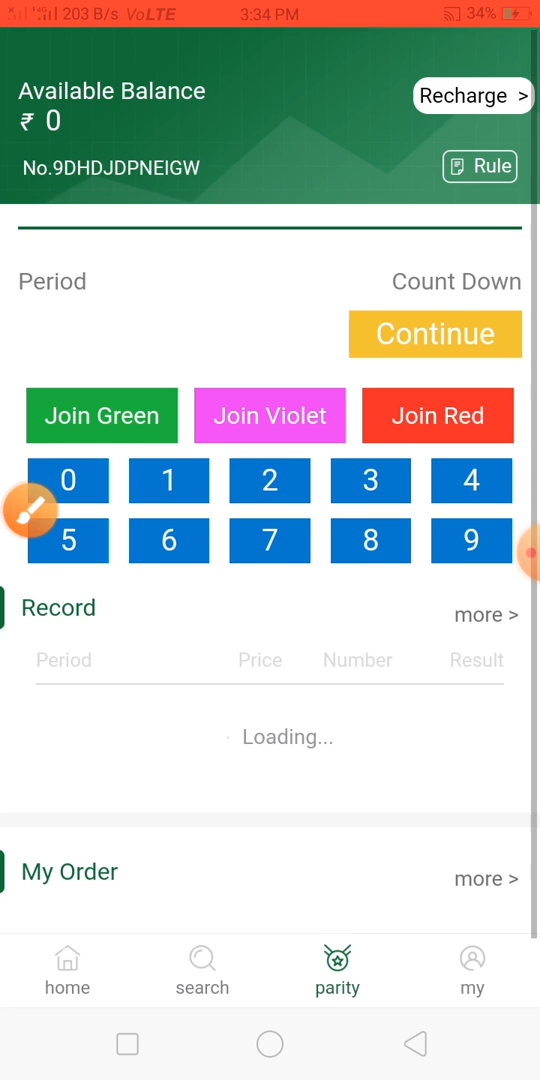 4G 203 B/s VoLTE 3:34 PM 34%
Available Balance
₹ 0
Recharge >
No.9DHDJDPNEIGW
Rule
Period Count Down
Continue
Join Green Join Violet Join Red
0 1 2 3 4
5 6 7 8 9
Record
more >
Period Price Number Result
Loading...
My Order
more >
home search parity my